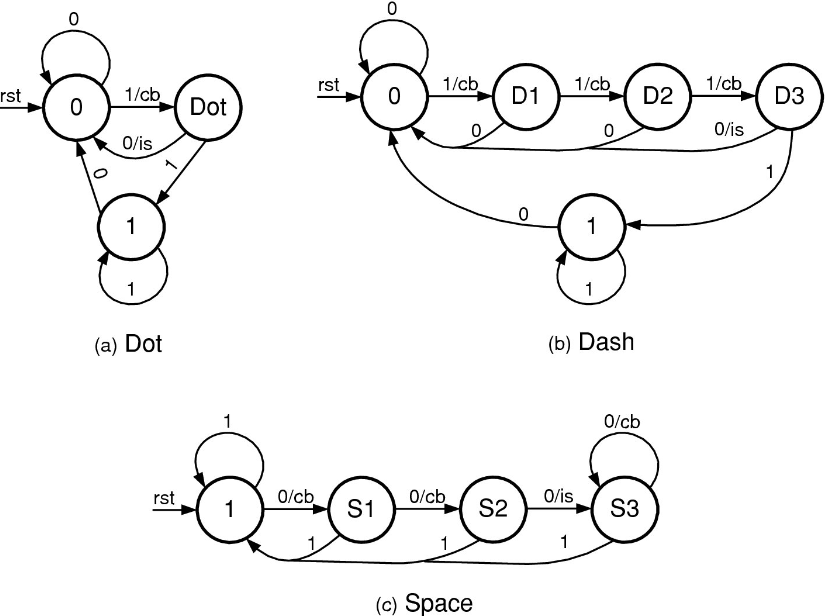 0 0
rst 0 1/cb Dot rst 0 1/cb D1 1/cb D2 1/cb D3
0/is 0 0 0/is
0 1 1
1 0 1
1 1
(a) Dot (b) Dash
1 0/cb
rst 1 0/cb S1 0/cb S2 0/is S3
1 1 1
(c) Space